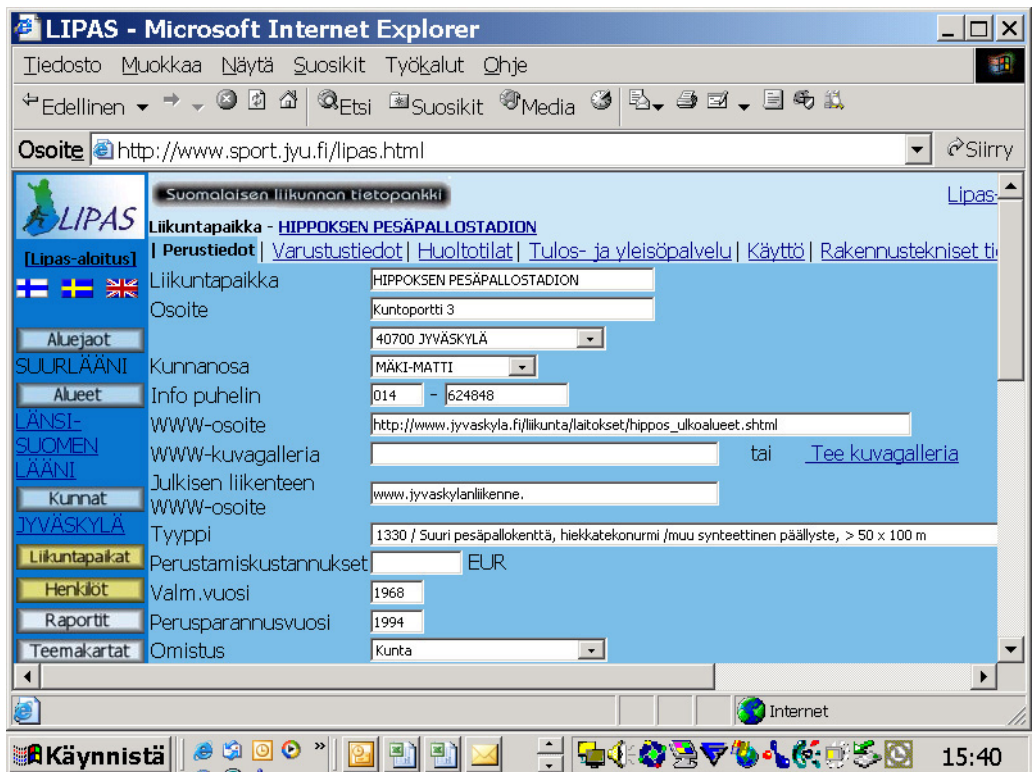 LIPAS - Microsoft Internet Explorer
Tiedosto Muokkaa Näytä Suosikit Työkalut Ohje
Edellinen Etsi Suosikit Media
Osoite http://www.sport.jyu.fi/lipas.html Siirry
LIPAS
Suomalaisen liikunnan tietopankki
Lipas-
Liikuntapaikka - HIPPOKSEN PESÄPALLOSTADION
[Lipas-aloitus]
| Perustiedot | Varustustiedot | Huoltotilat | Tulos- ja yleisöpalvelu | Käyttö | Rakennustekniset ti
Aluejaot
SUURLÄÄNI
Alueet
LÄNSI-
SUOMEN
LÄÄNI
Kunnat
JYVÄSKYLÄ
Liikuntapaikat
Henkilöt
Raportit
Teemakartat
Liikuntapaikka HIPPOKSEN PESÄPALLOSTADION
Osoite Kuntoportti 3
40700 JYVÄSKYLÄ
Kunnanosa MÄKI-MATTI
Info puhelin 014 - 624848
WWW-osoite http://www.jyvaskyla.fi/liikunta/laitokset/hippos_ulkoalueet.shtml
WWW-kuvagalleria tai Tee kuvagalleria
Julkisen liikenteen
WWW-osoite www.jyvaskylanliikenne.
Tyyppi 1330 / Suuri pesäpallokenttä, hiekkatekonurmi /muu synteettinen päällyste, > 50 x 100 m
Perustamiskustannukset EUR
Valm.vuosi 1968
Perusparannusvuosi 1994
Omistus Kunta
Internet
Käynnistä » 15:40